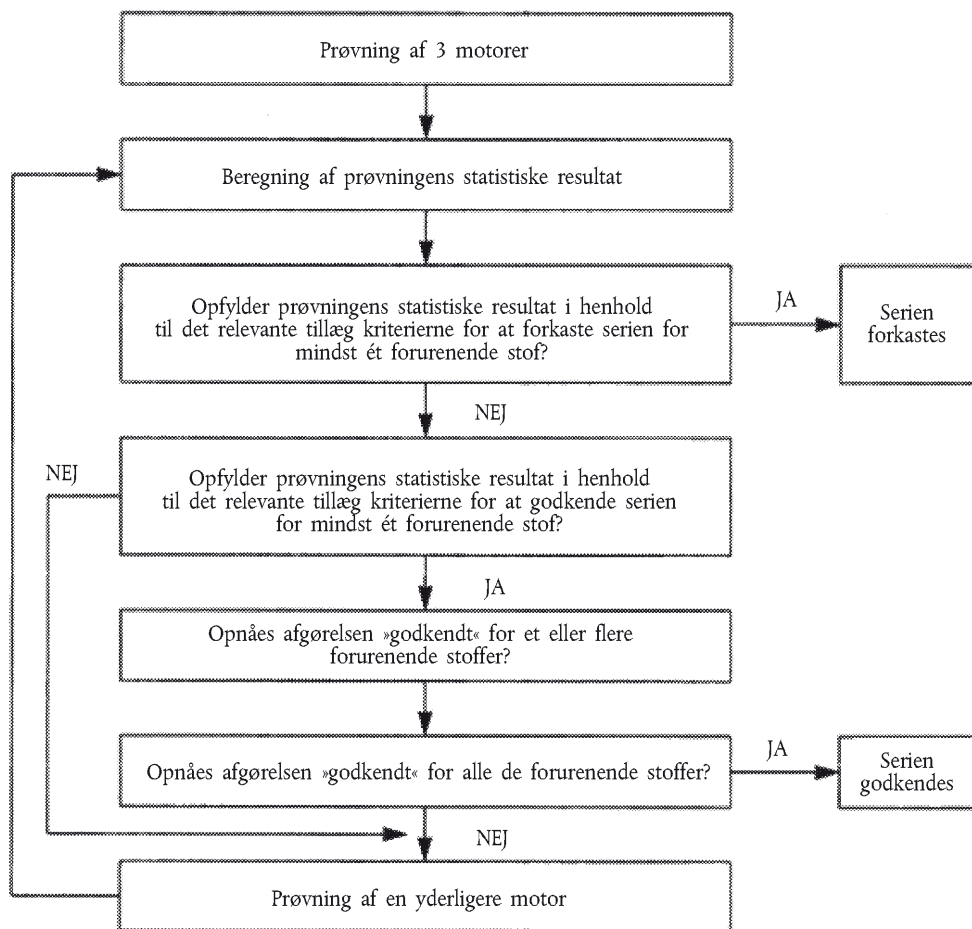 Prøvning af 3 motorer
Beregning af prøvningens statistiske resultat
Opfylder prøvningens statistiske resultat i henhold
til det relevante tillæg kriterierne for at forkaste serien for
mindst ét forurenende stof?
JA
Serien
forkastes
NEJ
NEJ
Opfylder prøvningens statistiske resultat i henhold
til det relevante tillæg kriterierne for at godkende serien
for mindst ét forurenende stof?
JA
Opnåes afgørelsen »godkendt« for et eller flere
forurenende stoffer?
Opnåes afgørelsen »godkendt« for alle de forurenende stoffer?
JA
Serien
godkendes
NEJ
Prøvning af en yderligere motor